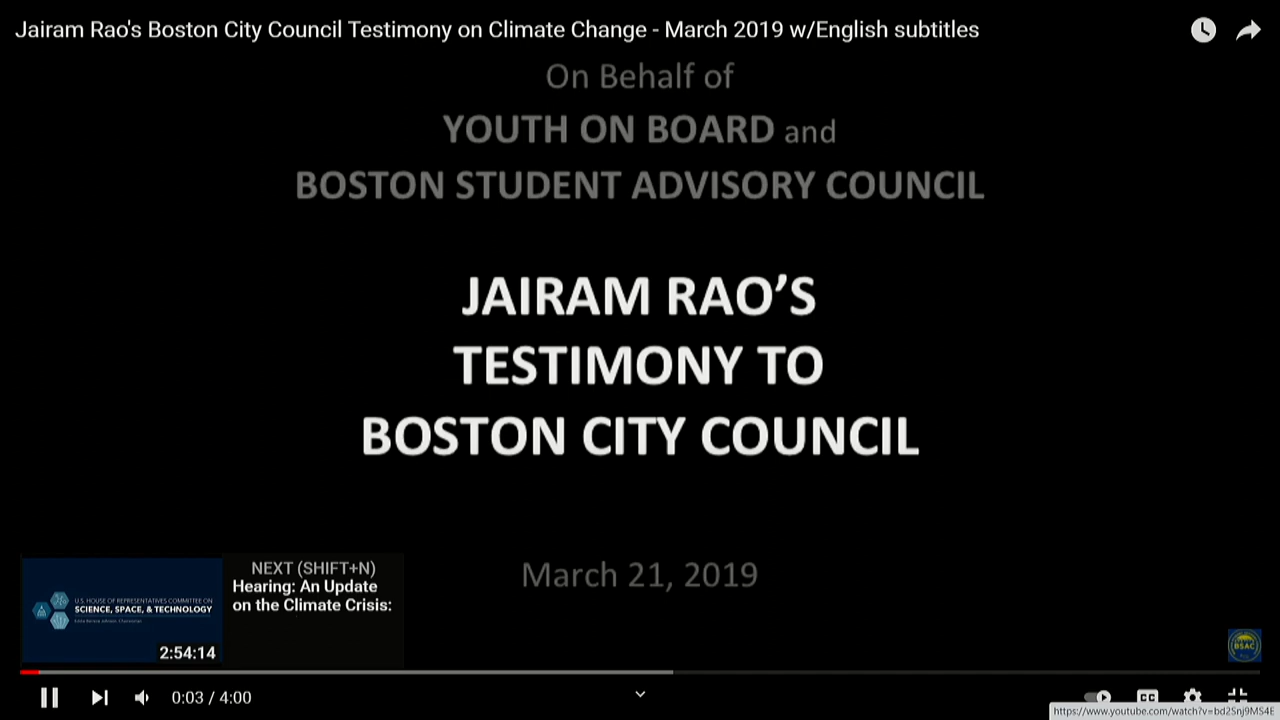 Jairam Rao's Boston City Council Testimony on Climate Change - March 2019 w/English subtitles
On Behalf of
YOUTH ON BOARD and
BOSTON STUDENT ADVISORY COUNCIL
JAIRAM RAO'S
TESTIMONY TO
BOSTON CITY COUNCIL
March 21, 2019
NEXT (SHIFT+N)
Hearing: An Update
on the Climate Crisis:
U.S. HOUSE OF REPRESENTATIVES COMMITTEE ON
SCIENCE, SPACE, & TECHNOLOGY
2:54:14
BSAC
0:03 / 4:00
CC
https://www.youtube.com/watch?v=bd2Snj9MS4E